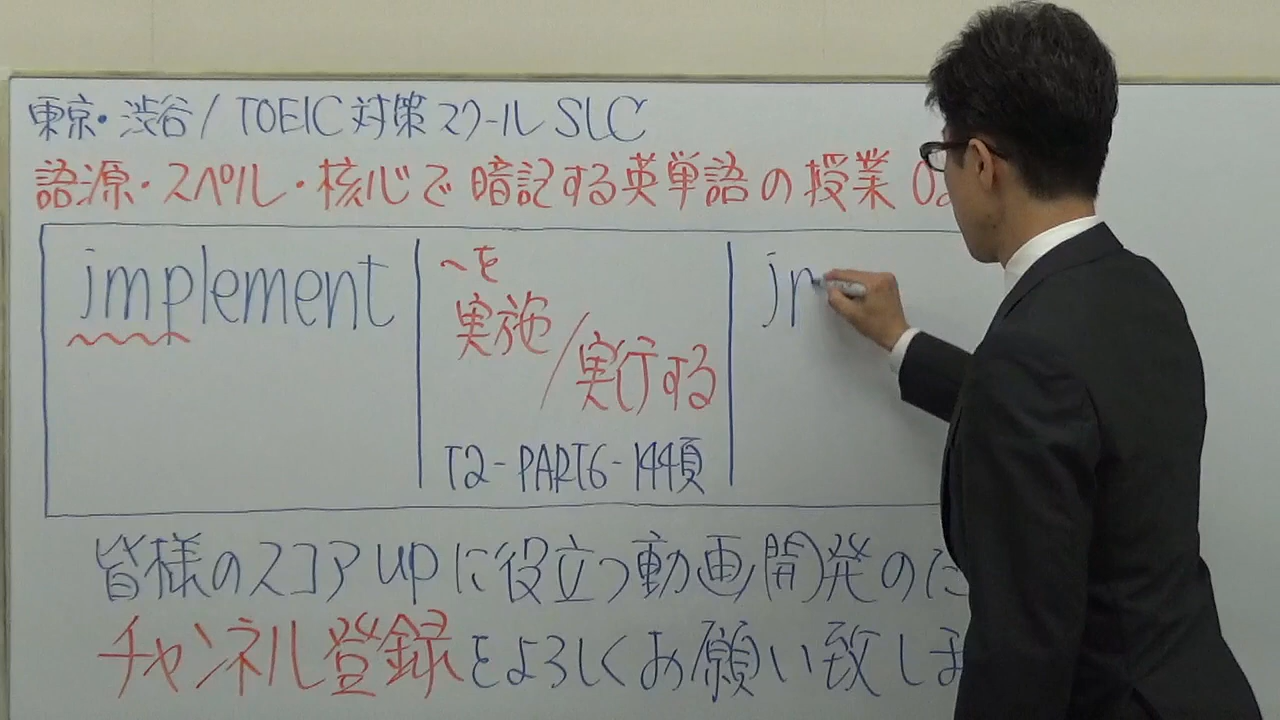 東京・渋谷/TOEIC対策スクールSLC
語源・スペル・核心で暗記する英単語の授業
implement
～を
実施/実行する
T2-PART6-144頁
皆様のスコアupに役立つ動画開発のた
チャンネル登録をよろしくお願い致しま